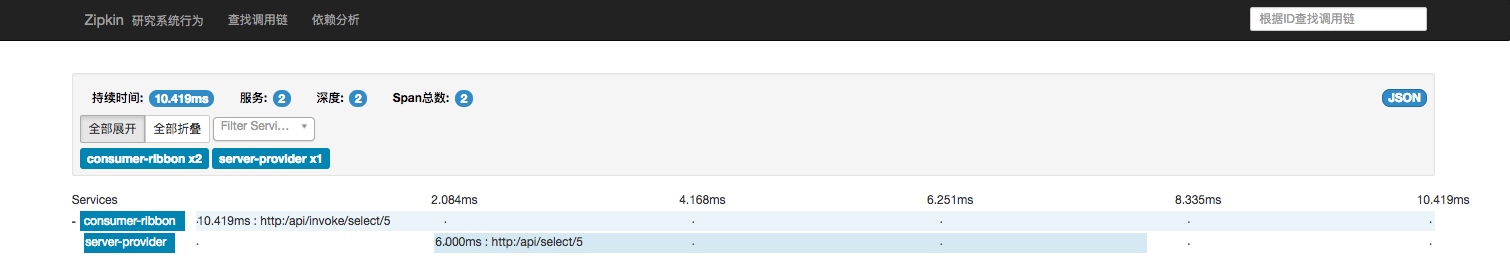 Zipkin 研究系统行为 查找调用链 依赖分析 根据ID查找调用链
持续时间: 10.419ms 服务: 2 深度: 2 Span总数: 2 JSON
全部展开 全部折叠 Filter Servi...
consumer-ribbon x2 server-provider x1
Services 2.084ms 4.168ms 6.251ms 8.335ms 10.419ms
- consumer-ribbon 10.419ms : http:/api/invoke/select/5
server-provider 6.000ms : http:/api/select/5